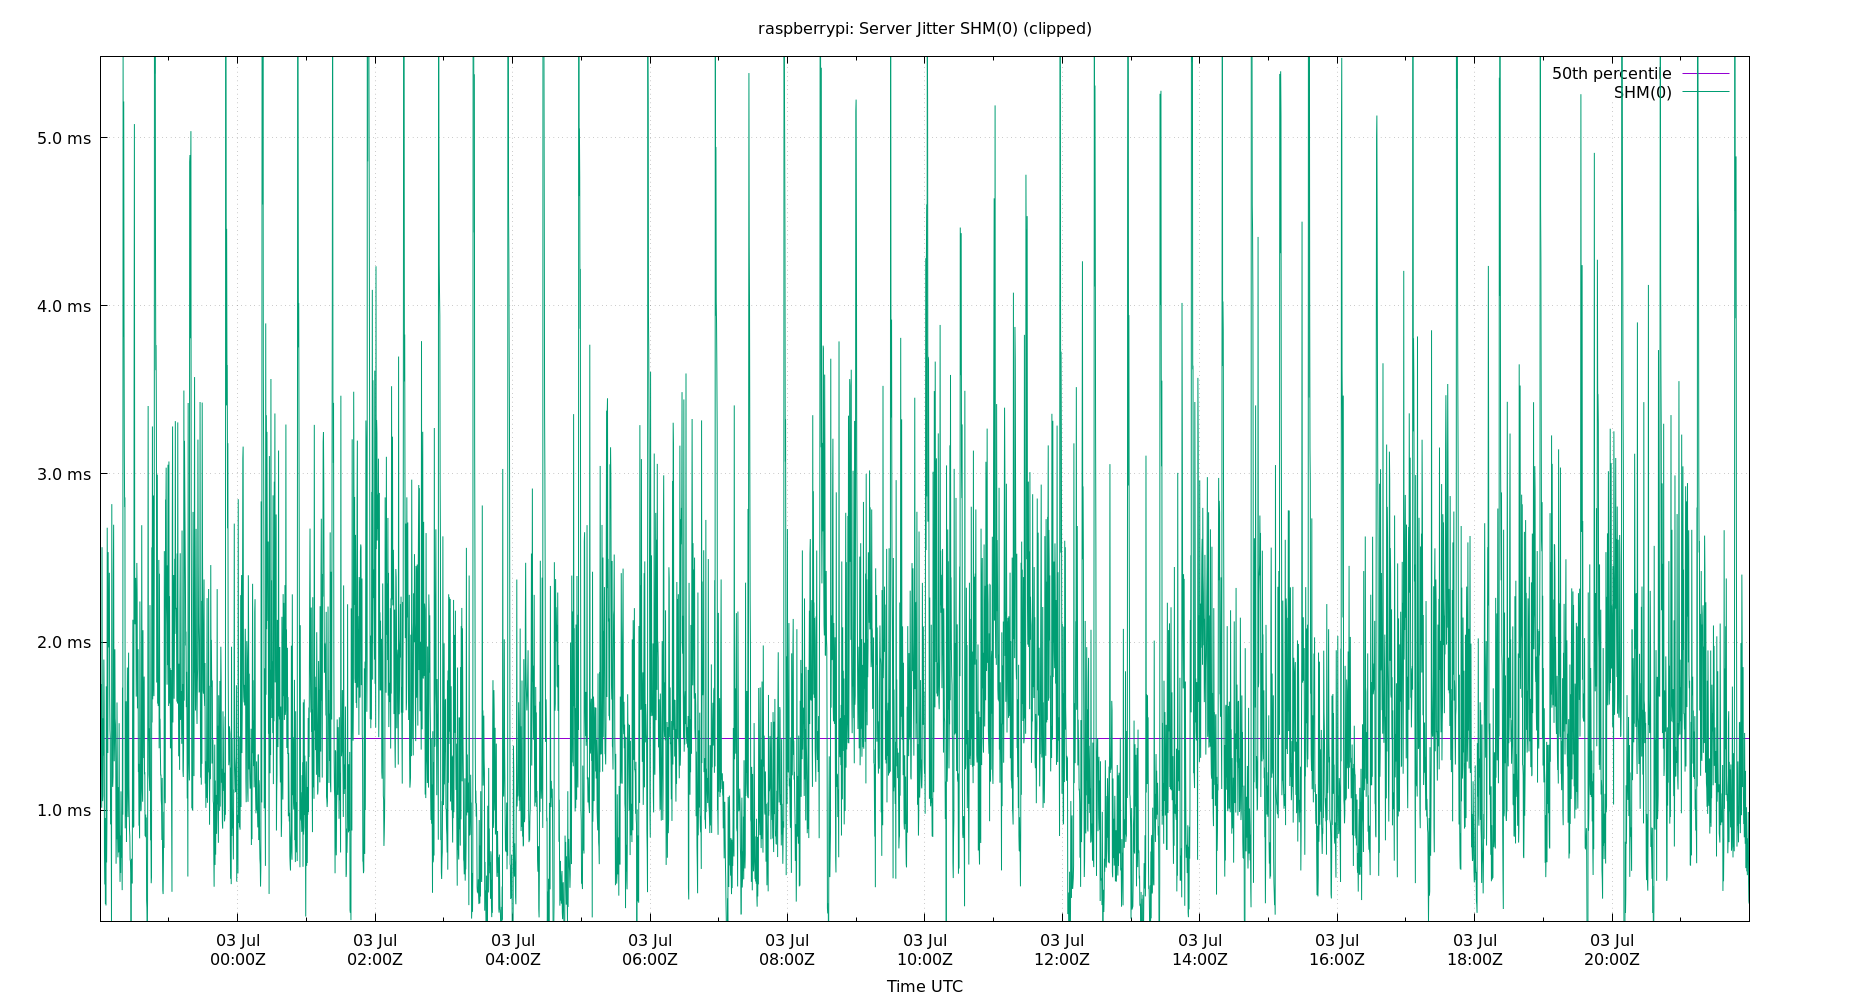 raspberrypi: Server Jitter SHM(0) (clipped)
50th percentile
SHM(0)
5.0 ms
4.0 ms
3.0 ms
2.0 ms
1.0 ms
03 Jul 03 Jul 03 Jul 03 Jul 03 Jul 03 Jul 03 Jul 03 Jul 03 Jul 03 Jul 03 Jul
00:00Z 02:00Z 04:00Z 06:00Z 08:00Z 10:00Z 12:00Z 14:00Z 16:00Z 18:00Z 20:00Z
Time UTC